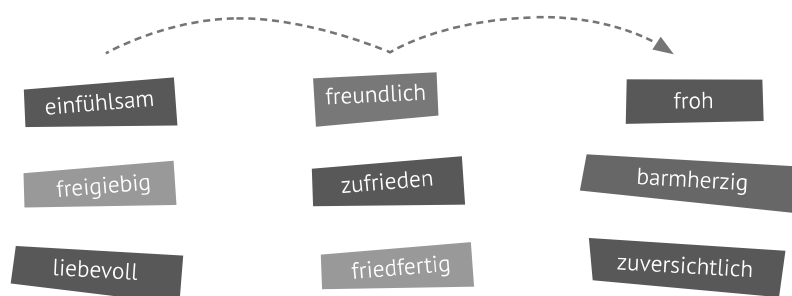 einfühlsam
freundlich
froh
freigiebig
zufrieden
barmherzig
liebevoll
friedfertig
zuversichtlich